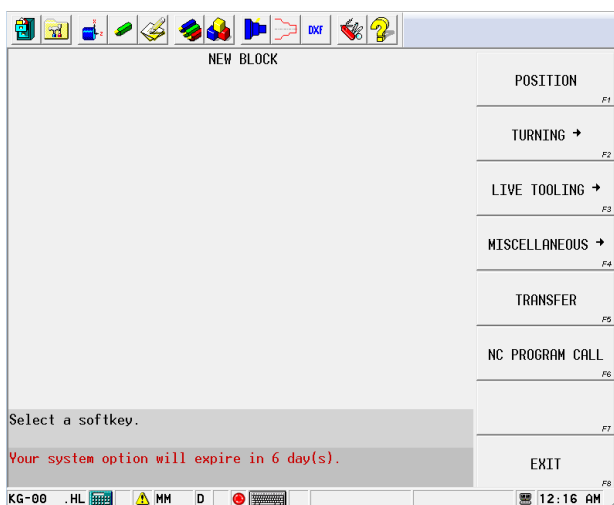 DXF
NEW BLOCK
POSITION
F1
TURNING →
F2
LIVE TOOLING →
F3
MISCELLANEOUS →
F4
TRANSFER
F5
NC PROGRAM CALL
F6
Select a softkey.
F7
Your system option will expire in 6 day(s).
EXIT
F8
KG-00 .HL MM D 12:16 AM